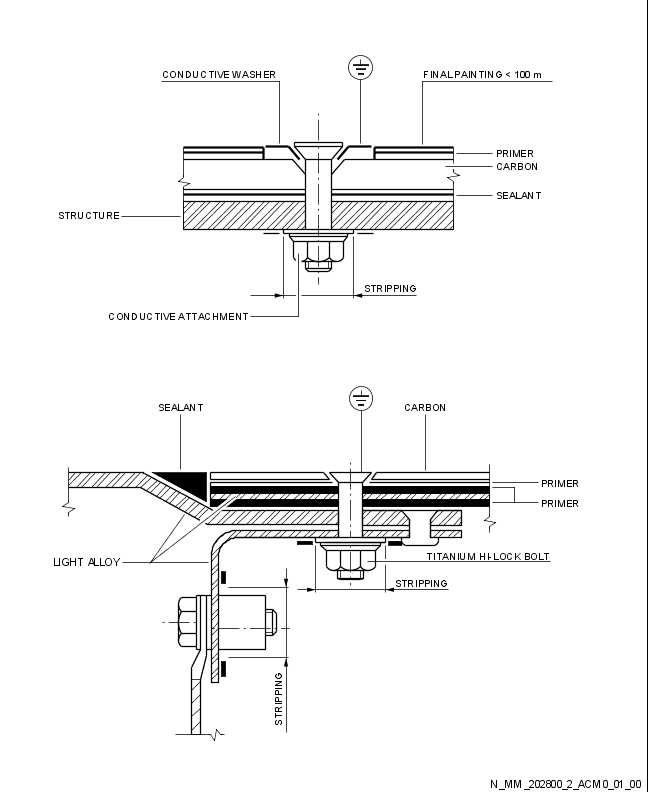 CONDUCTIVE WASHER
FINAL PAINTING < 100 m
PRIMER
CARBON
SEALANT
STRUCTURE
STRIPPING
CONDUCTIVE ATTACHMENT
SEALANT
CARBON
PRIMER
PRIMER
LIGHT ALLOY
TITANIUM HI-LOCK BOLT
STRIPPING
STRIPPING
N_MM_202800_2_ACM0_01_00